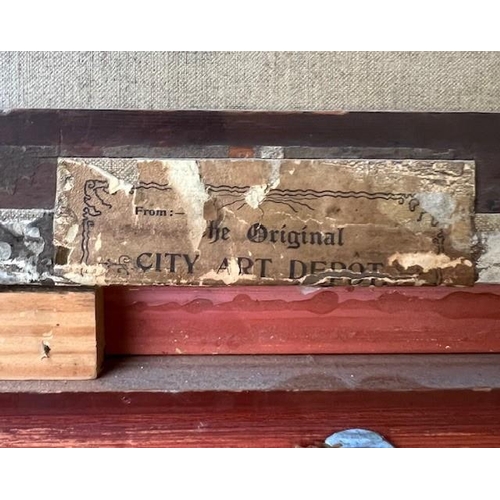 From:-
The Original
CITY ART DEPOT